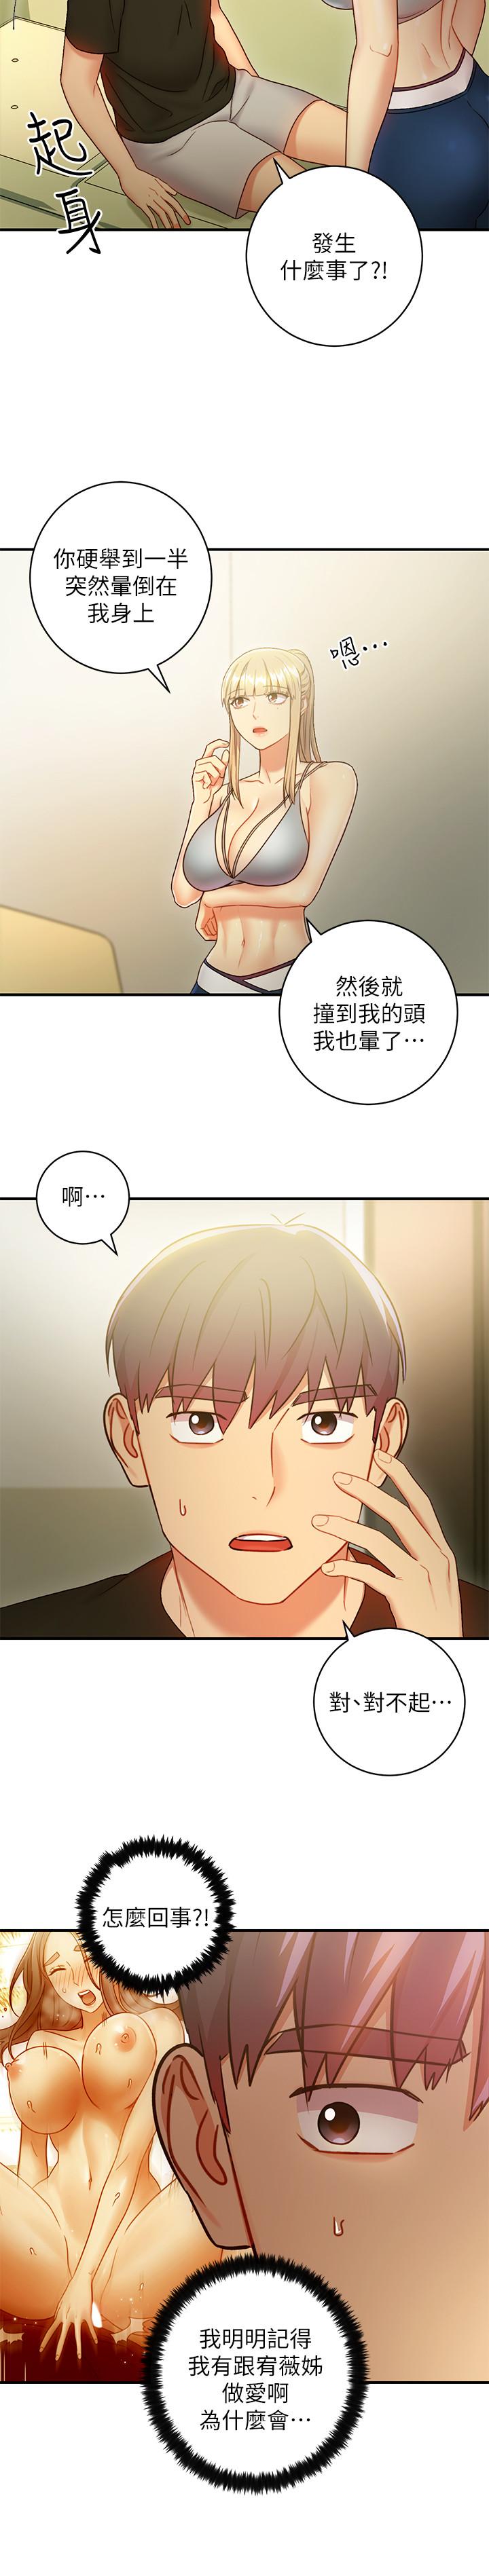 起身
發生
什麼事了?!
你硬舉到一半
突然暈倒在
我身上
嗯…
然後就
撞到我的頭
我也暈了…
啊…
對、對不起…
怎麼回事?!
我明明記得
我有跟宥薇姊
做愛啊
為什麼會…